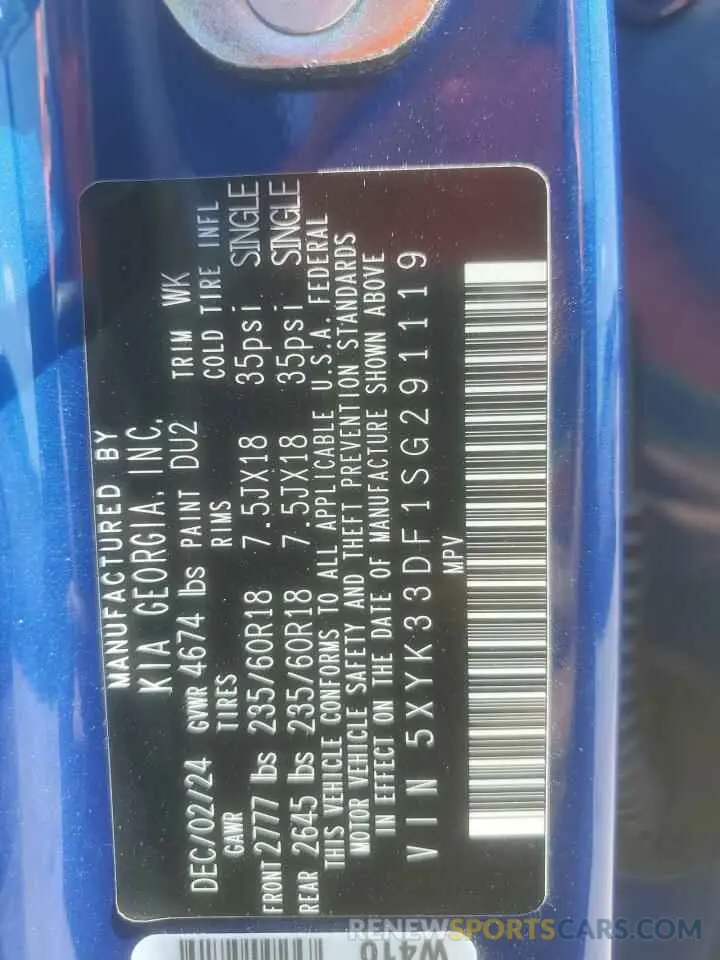 MANUFACTURED BY
KIA GEORGIA, INC.
DEC/02/24 GVWR 4674 lbs PAINT DU2 TRIM WK
GAWR TIRES RIMS COLD TIRE INFL
FRONT 2777 lbs 235/60R18 7.5JX18 35psi SINGLE
REAR 2645 lbs 235/60R18 7.5JX18 35psi SINGLE
THIS VEHICLE CONFORMS TO ALL APPLICABLE U.S.A. FEDERAL
MOTOR VEHICLE SAFETY AND THEFT PREVENTION STANDARDS
IN EFFECT ON THE DATE OF MANUFACTURE SHOWN ABOVE
VIN 5XYK33DF1SG291119
MPV
W410
RENEWSPORTSCARS.COM